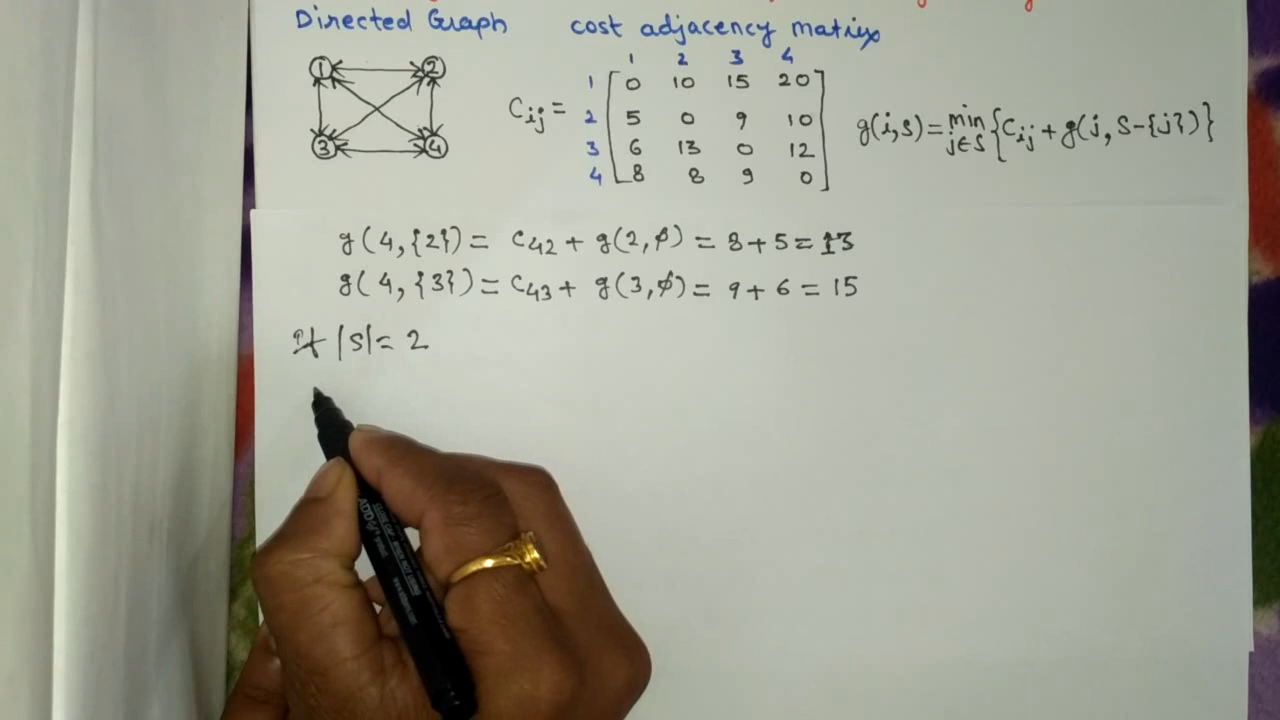 Directed Graph
cost adjacency matrix
1 2
3 4
Cij =
1 2 3 4
1 0 10 15 20
2 5 0 9 10
3 6 13 0 12
4 8 8 9 0
g(i,S) = min j∈S {Cij + g(j, S-{j})}
g(4,{2}) = C42 + g(2,ϕ) = 8+5 = 13
g(4,{3}) = C43 + g(3,ϕ) = 9+6 = 15
if |S| = 2